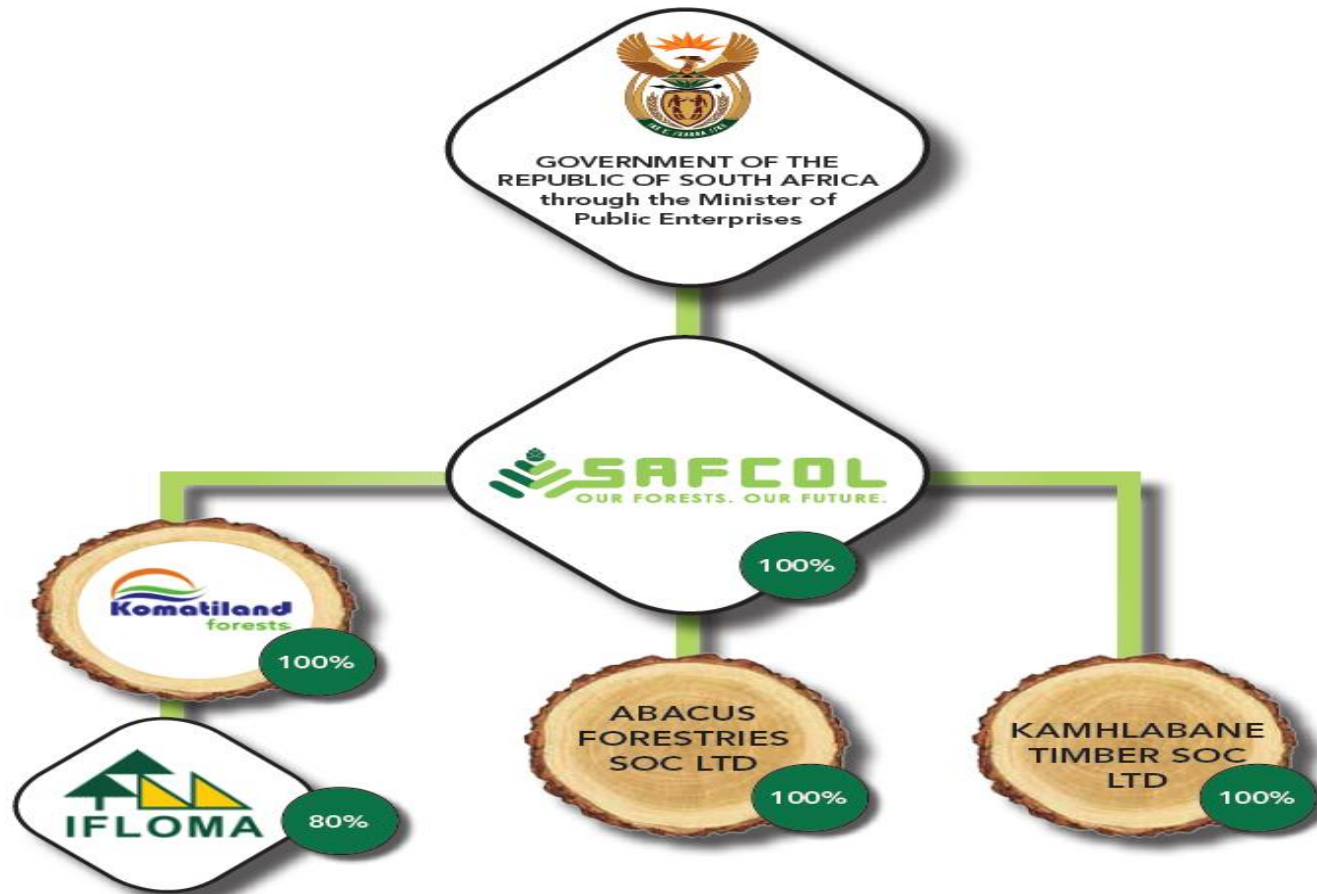 GOVERNMENT OF THE
REPUBLIC OF SOUTH AFRICA
through the Minister of
Public Enterprises
SAFCOL
OUR FORESTS. OUR FUTURE.
100%
Komatiland
forests
100%
ABACUS
FORESTRIES
SOC LTD
100%
KAMHLABANE
TIMBER SOC
LTD
100%
IFLOMA
80%